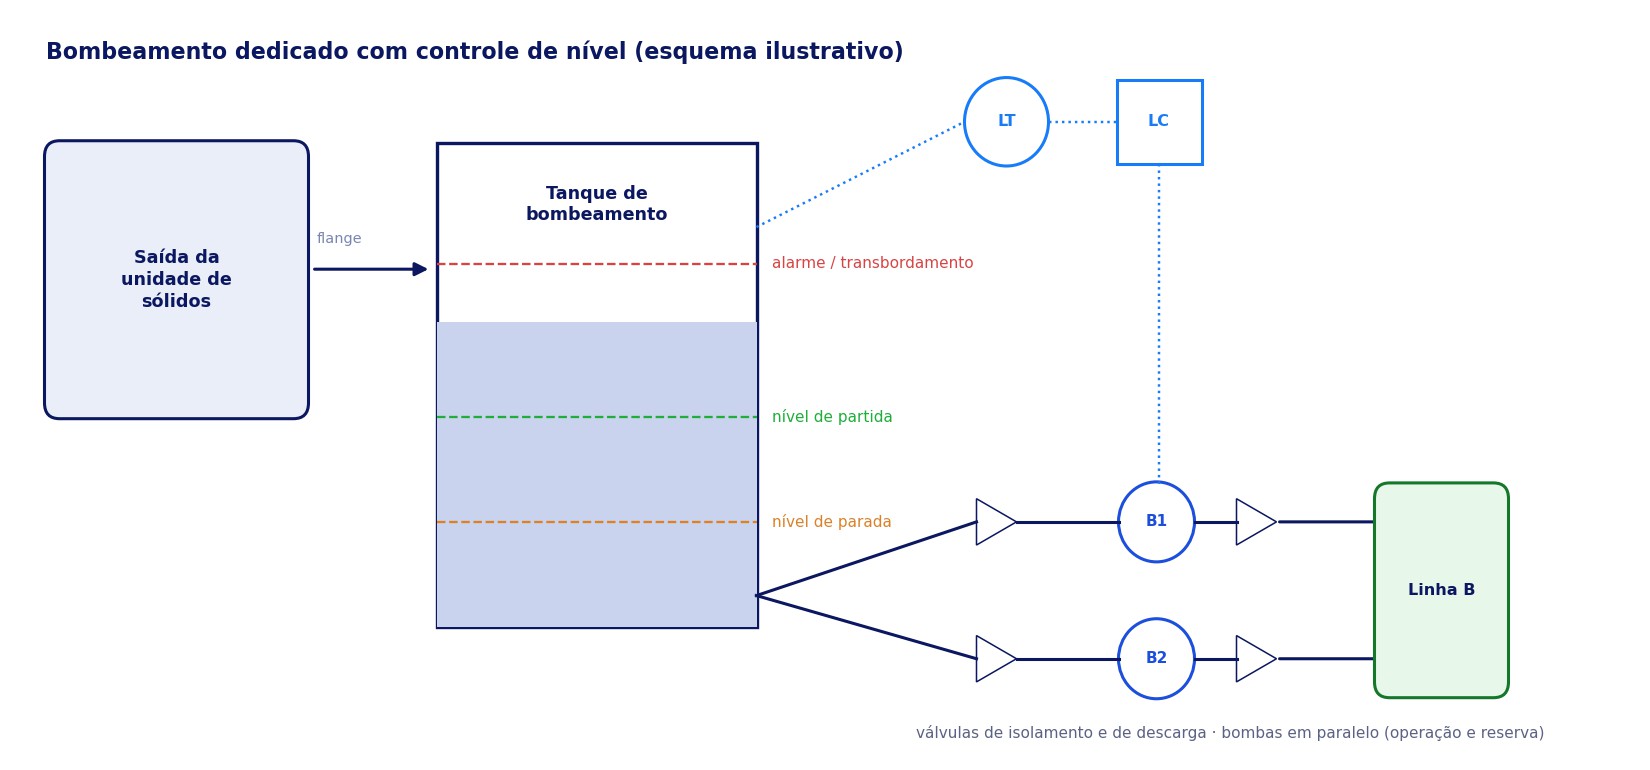 Bombeamento dedicado com controle de nível (esquema ilustrativo)
LT
LC
Tanque de
bombeamento
flange
Saída da
unidade de
sólidos
alarme / transbordamento
nível de partida
nível de parada
B1
Linha B
B2
válvulas de isolamento e de descarga · bombas em paralelo (operação e reserva)